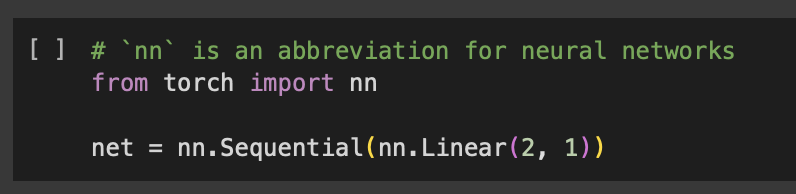 [ ] # `nn` is an abbreviation for neural networks
from torch import nn
net = nn.Sequential(nn.Linear(2, 1))